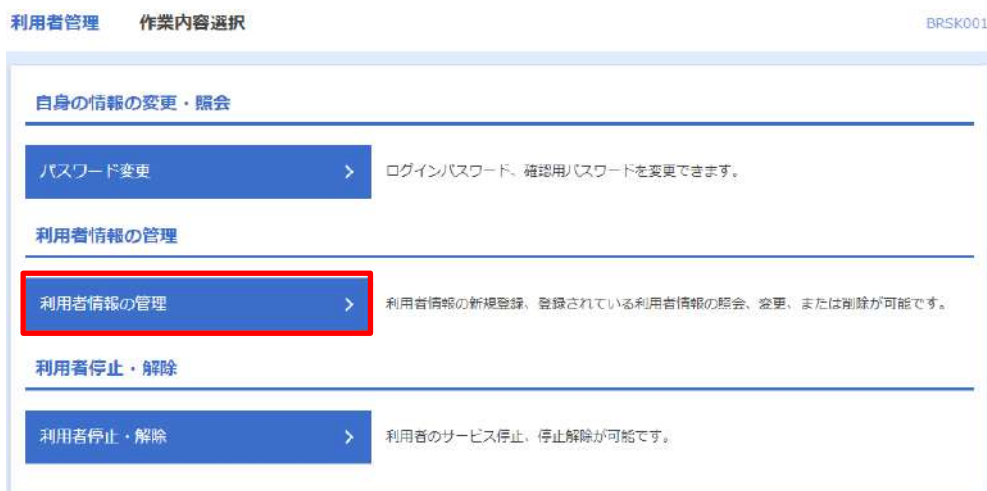 利用者管理 作業内容選択 BRSK001
自身の情報の変更・照会
パスワード変更 ログインパスワード、確認用パスワードを変更できます。
利用者情報の管理
利用者情報の管理 利用者情報の新規登録、登録されている利用者情報の照会、変更、または削除が可能です。
利用者停止・解除
利用者停止・解除 利用者のサービス停止、停止解除が可能です。